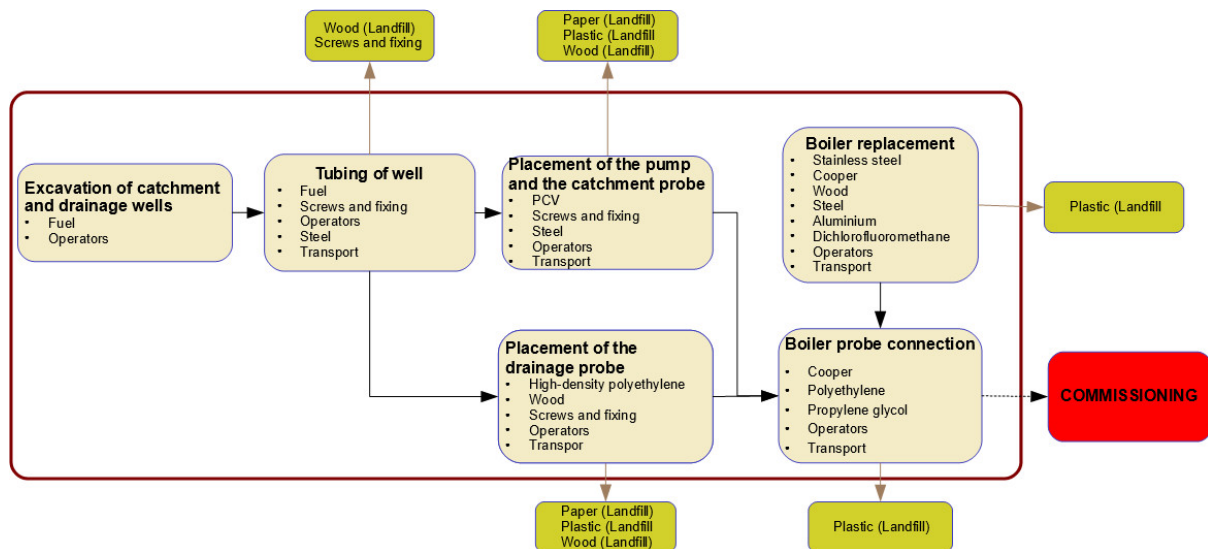 Wood (Landfill)
Screws and fixing
Paper (Landfill)
Plastic (Landfill
Wood (Landfill)
Excavation of catchment
and drainage wells
• Fuel
• Operators
Tubing of well
• Fuel
• Screws and fixing
• Operators
• Steel
• Transport
Placement of the pump
and the catchment probe
• PCV
• Screws and fixing
• Steel
• Operators
• Transport
Boiler replacement
• Stainless steel
• Cooper
• Wood
• Steel
• Aluminium
• Dichlorofluoromethane
• Operators
• Transport
Plastic (Landfill
Placement of the
drainage probe
• High-density polyethylene
• Wood
• Screws and fixing
• Operators
• Transpor
Boiler probe connection
• Cooper
• Polyethylene
• Propylene glycol
• Operators
• Transport
COMMISSIONING
Paper (Landfill)
Plastic (Landfill
Wood (Landfill)
Plastic (Landfill)